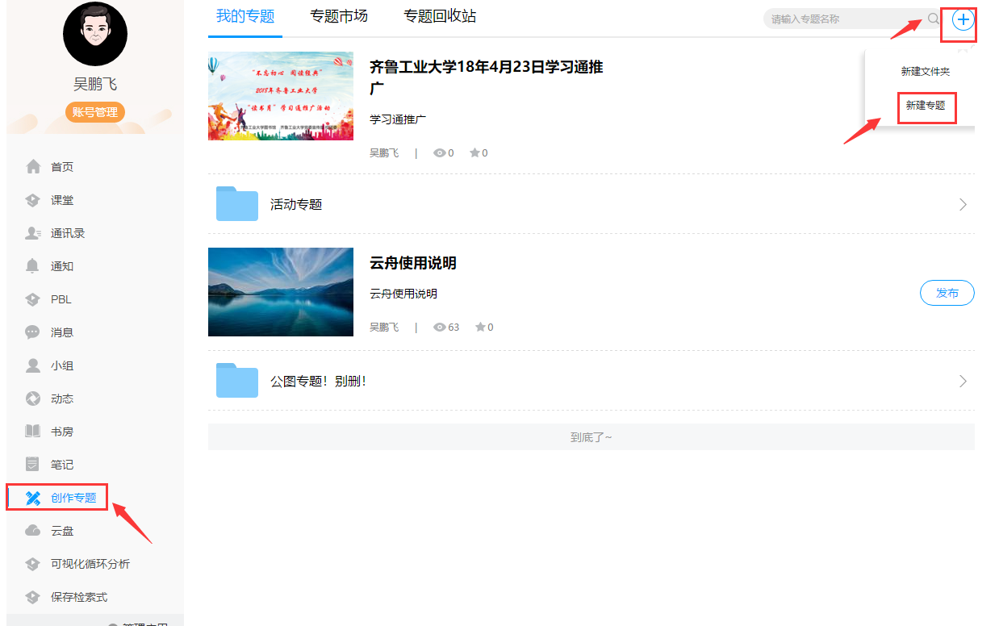 吴鹏飞
账号管理
首页
课堂
通讯录
通知
PBL
消息
小组
动态
书房
笔记
创作专题
云盘
可视化循环分析
保存检索式
我的专题
专题市场
专题回收站
请输入专题名称
新建文件夹
新建专题
"不忘初心 阅读经典"
2018年齐鲁工业大学
"读书月"学习通推广活动
齐鲁工业大学18年4月23日学习通推
广
学习通推广
吴鹏飞 | 0 0
活动专题
云舟使用说明
云舟使用说明
吴鹏飞 | 63 0
发布
公图专题！别删！
到底了~